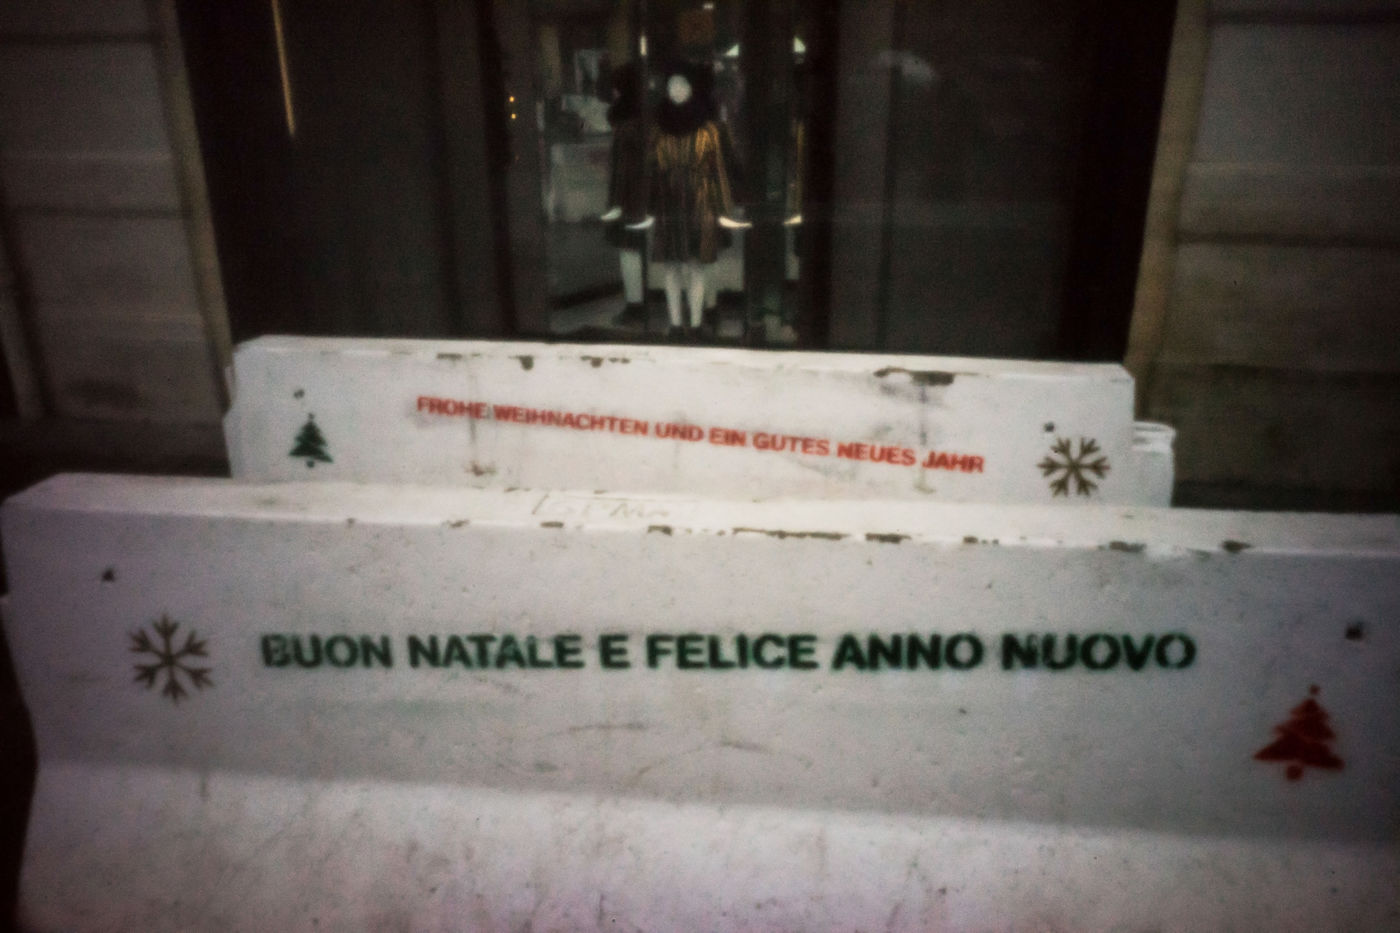 FROHE WEIHNACHTEN UND EIN GUTES NEUES JAHR
BUON NATALE E FELICE ANNO NUOVO